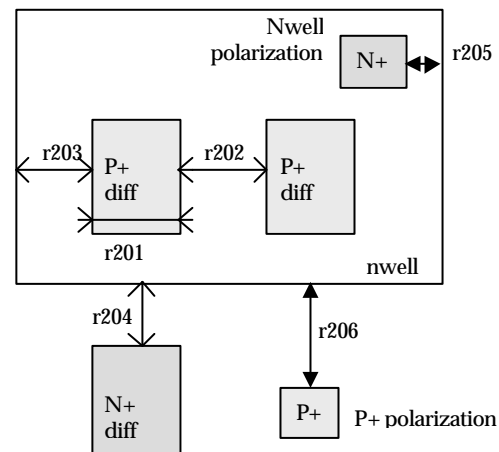 Nwell
polarization
N+
r205
r203
P+
diff
r202
P+
diff
r201
nwell
r204
r206
N+
diff
P+
P+ polarization